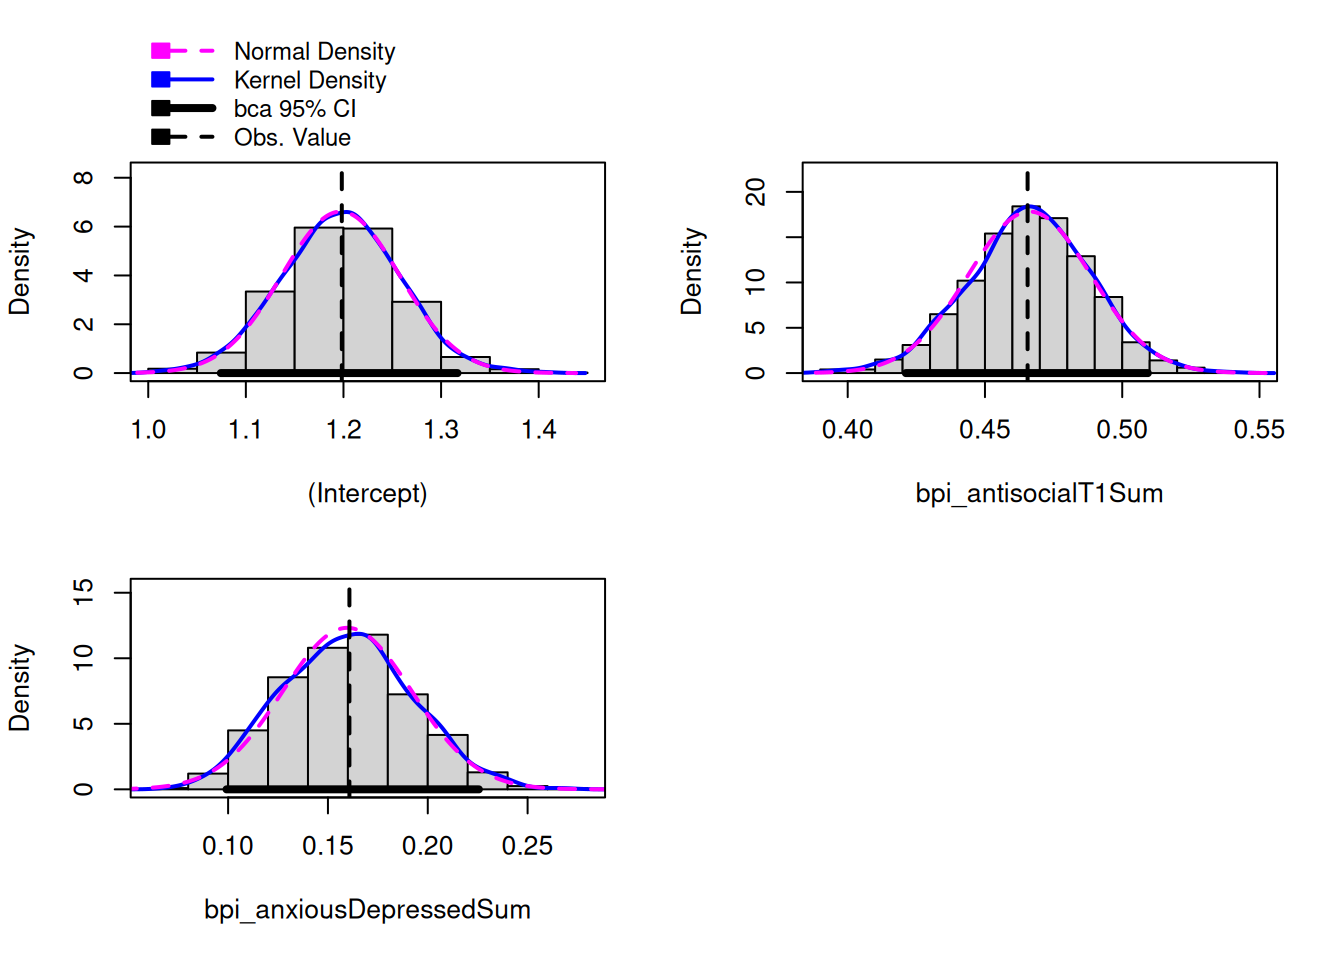 Normal Density
Kernel Density
bca 95% CI
Obs. Value
Density
0 2 4 6 8
1.0 1.1 1.2 1.3 1.4
(Intercept)
Density
0 5 10 20
0.40 0.45 0.50 0.55
bpi_antisocialT1Sum
Density
0 5 10 15
0.10 0.15 0.20 0.25
bpi_anxiousDepressedSum